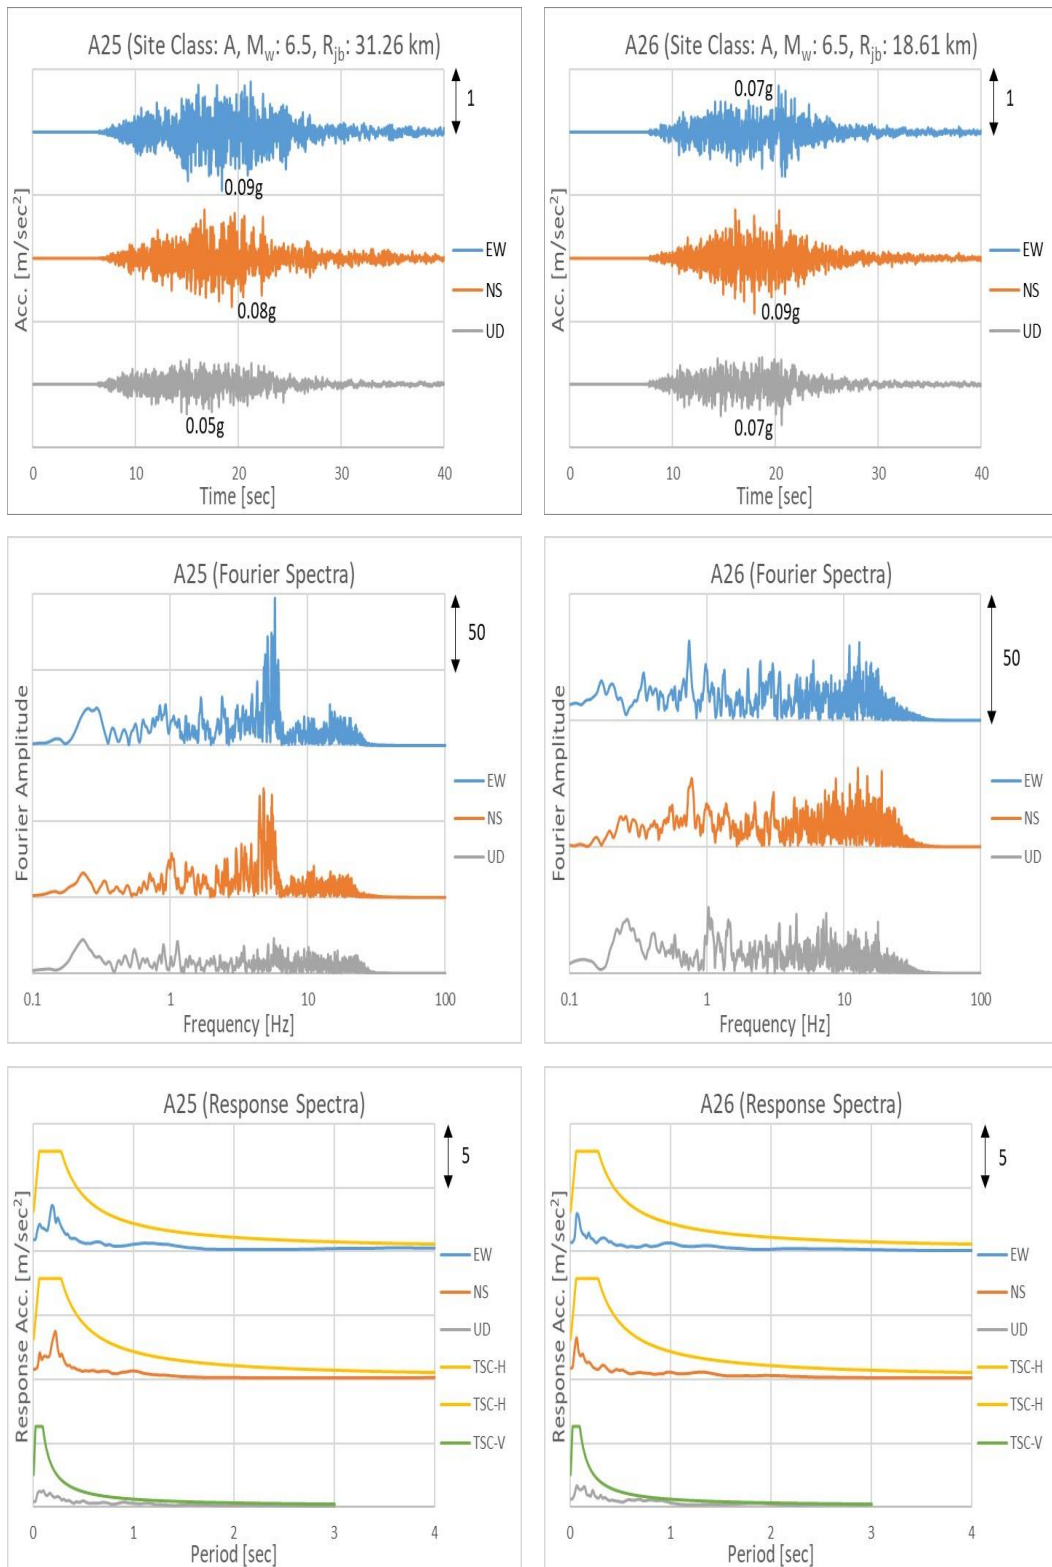 A25 (Site Class: A, Mw: 6.5, Rjb: 31.26 km)
1
0.09g
0.08g
0.05g
Acc. [m/sec²]
EW
NS
UD
0 10 20 30 40
Time [sec]
A26 (Site Class: A, Mw: 6.5, Rjb: 18.61 km)
1
0.07g
0.09g
0.07g
Acc. [m/sec²]
EW
NS
UD
0 10 20 30 40
Time [sec]
A25 (Fourier Spectra)
50
Fourier Amplitude
EW
NS
UD
0.1 1 10 100
Frequency [Hz]
A26 (Fourier Spectra)
50
Fourier Amplitude
EW
NS
UD
0.1 1 10 100
Frequency [Hz]
A25 (Response Spectra)
5
Response Acc. [m/sec²]
EW
NS
UD
TSC-H
TSC-H
TSC-V
0 1 2 3 4
Period [sec]
A26 (Response Spectra)
5
Response Acc. [m/sec²]
EW
NS
UD
TSC-H
TSC-H
TSC-V
0 1 2 3 4
Period [sec]